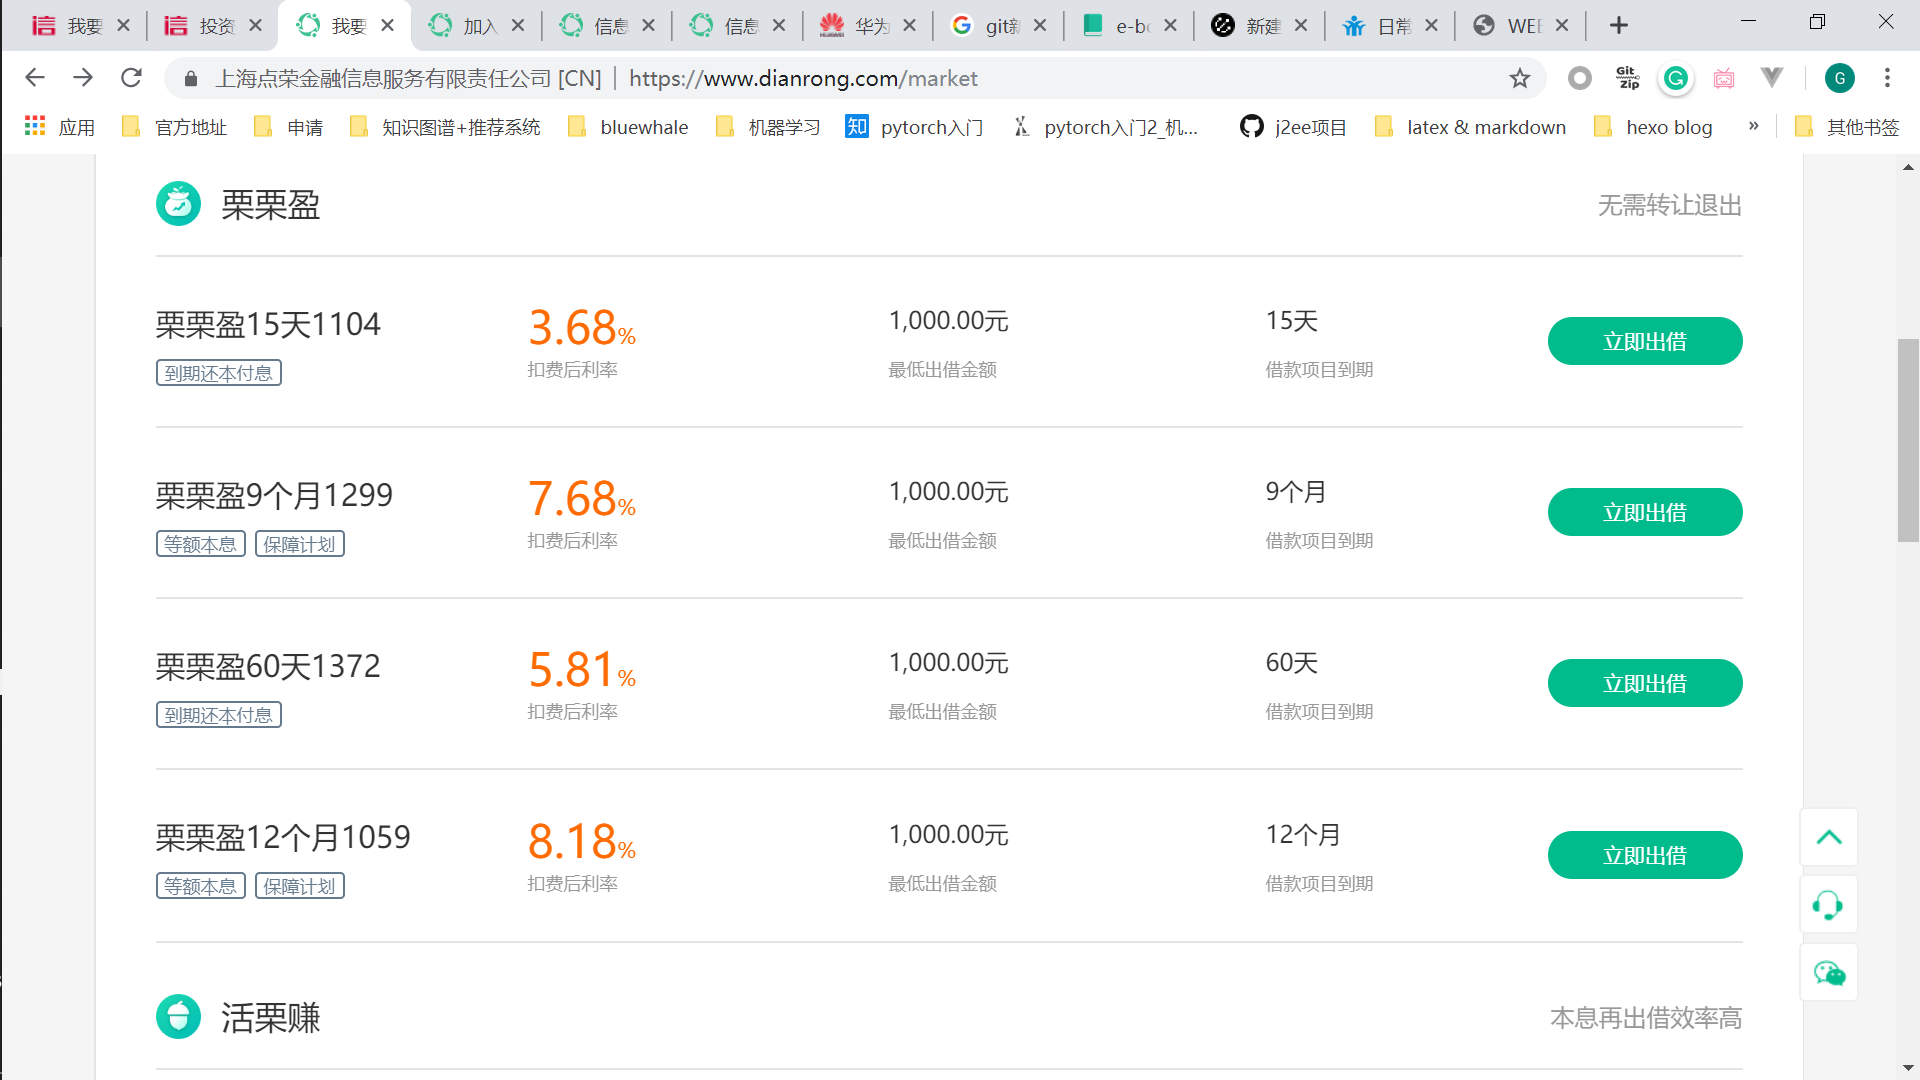 我要
投资
我要
加入
信息
信息
华为
git新
e-bo
新建
日常
WEB
上海点荣金融信息服务有限责任公司 [CN] | https://www.dianrong.com/market
Git Zip
G
应用
官方地址
申请
知识图谱+推荐系统
bluewhale
机器学习
知 pytorch入门
pytorch入门2_机...
j2ee项目
latex & markdown
hexo blog
»
其他书签
栗栗盈
无需转让退出
栗栗盈15天1104
3.68%
1,000.00元
15天
立即出借
到期还本付息
扣费后利率
最低出借金额
借款项目到期
栗栗盈9个月1299
7.68%
1,000.00元
9个月
立即出借
等额本息 保障计划
扣费后利率
最低出借金额
借款项目到期
栗栗盈60天1372
5.81%
1,000.00元
60天
立即出借
到期还本付息
扣费后利率
最低出借金额
借款项目到期
栗栗盈12个月1059
8.18%
1,000.00元
12个月
立即出借
等额本息 保障计划
扣费后利率
最低出借金额
借款项目到期
活栗赚
本息再出借效率高